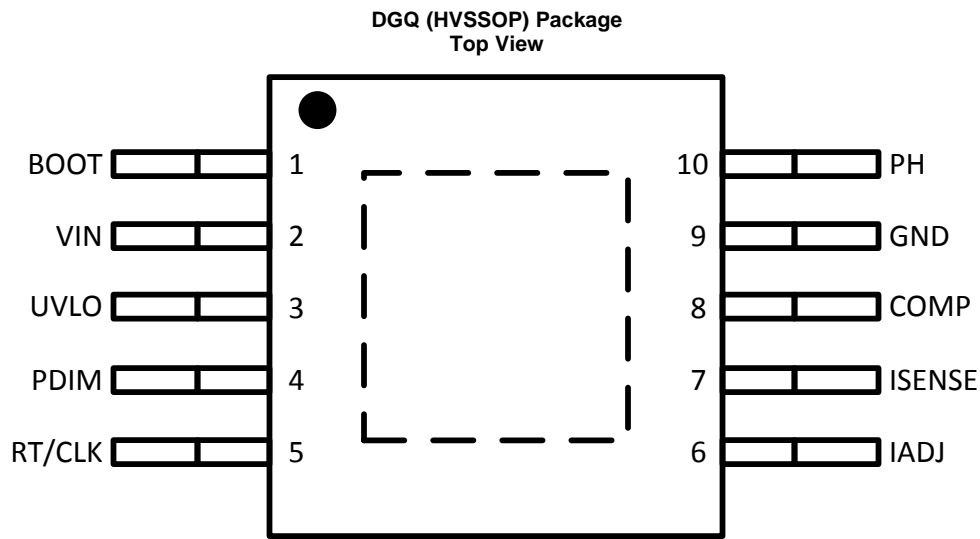 DGQ (HVSSOP) Package
Top View
BOOT 1 10 PH
VIN 2 9 GND
UVLO 3 8 COMP
PDIM 4 7 ISENSE
RT/CLK 5 6 IADJ